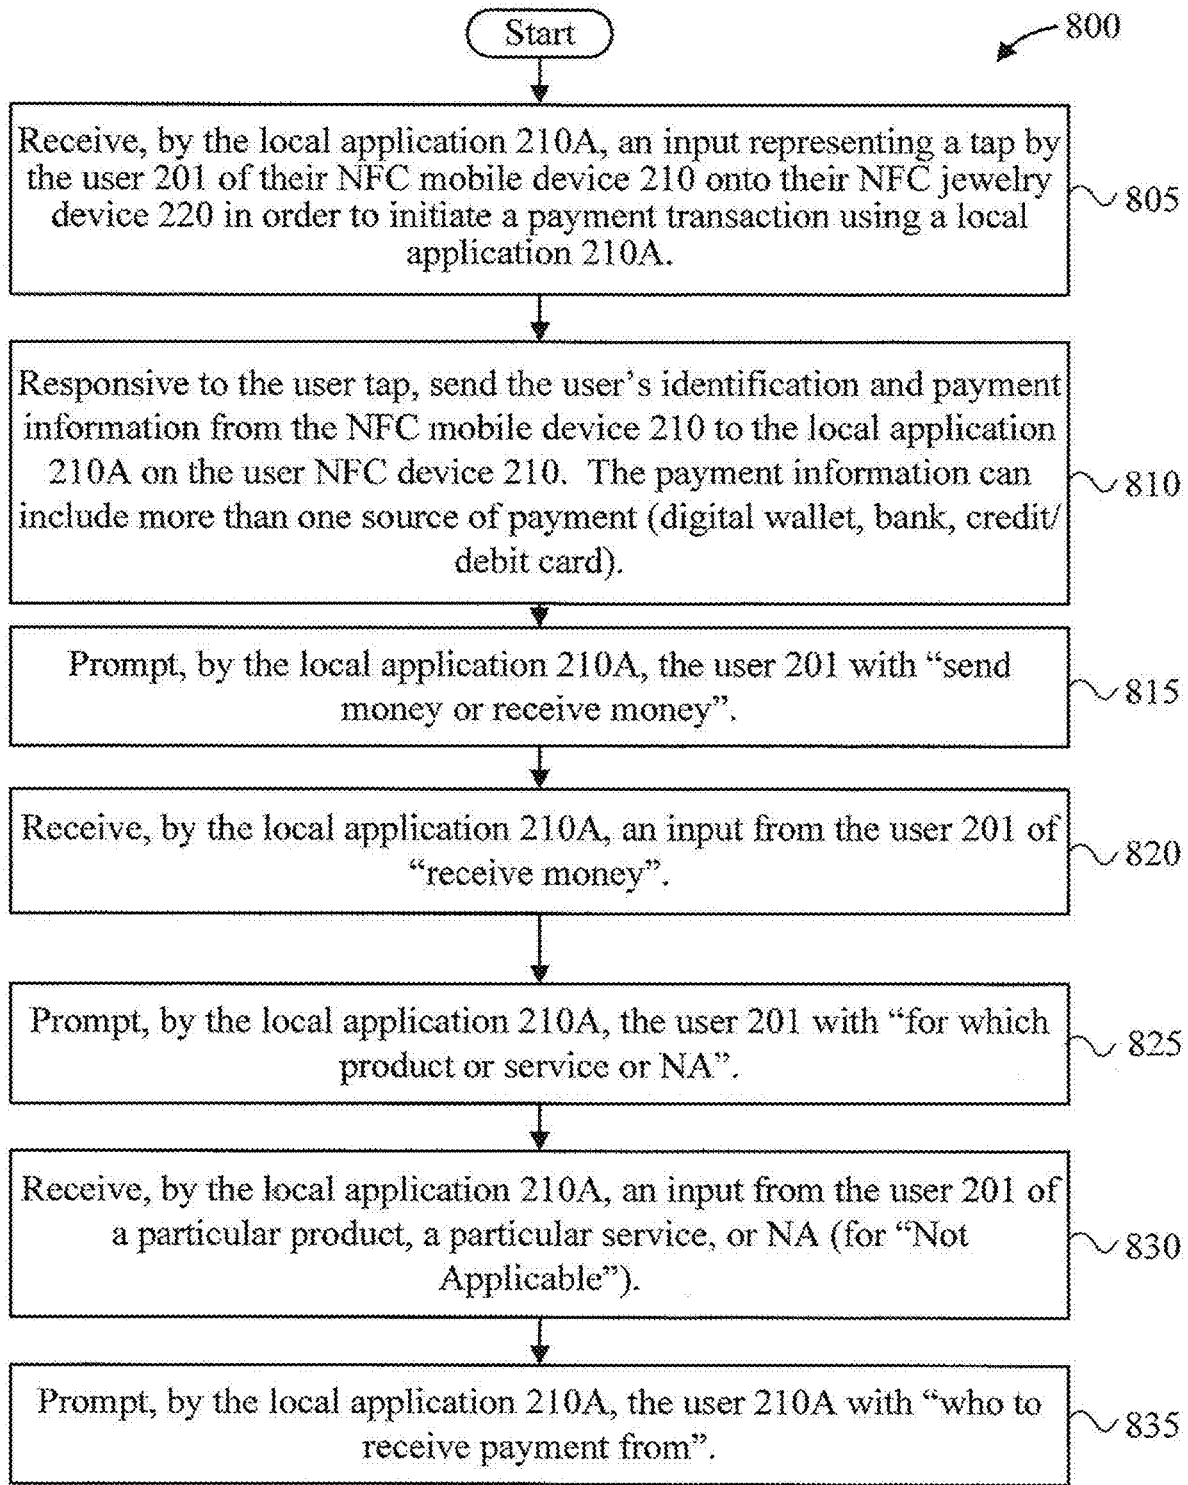 Start
800
Receive, by the local application 210A, an input representing a tap by
the user 201 of their NFC mobile device 210 onto their NFC jewelry
device 220 in order to initiate a payment transaction using a local
application 210A.
805
Responsive to the user tap, send the user’s identification and payment
information from the NFC mobile device 210 to the local application
210A on the user NFC device 210. The payment information can
include more than one source of payment (digital wallet, bank, credit/
debit card).
810
Prompt, by the local application 210A, the user 201 with “send
money or receive money”.
815
Receive, by the local application 210A, an input from the user 201 of
“receive money”.
820
Prompt, by the local application 210A, the user 201 with “for which
product or service or NA”.
825
Receive, by the local application 210A, an input from the user 201 of
a particular product, a particular service, or NA (for “Not
Applicable”).
830
Prompt, by the local application 210A, the user 210A with “who to
receive payment from”.
835